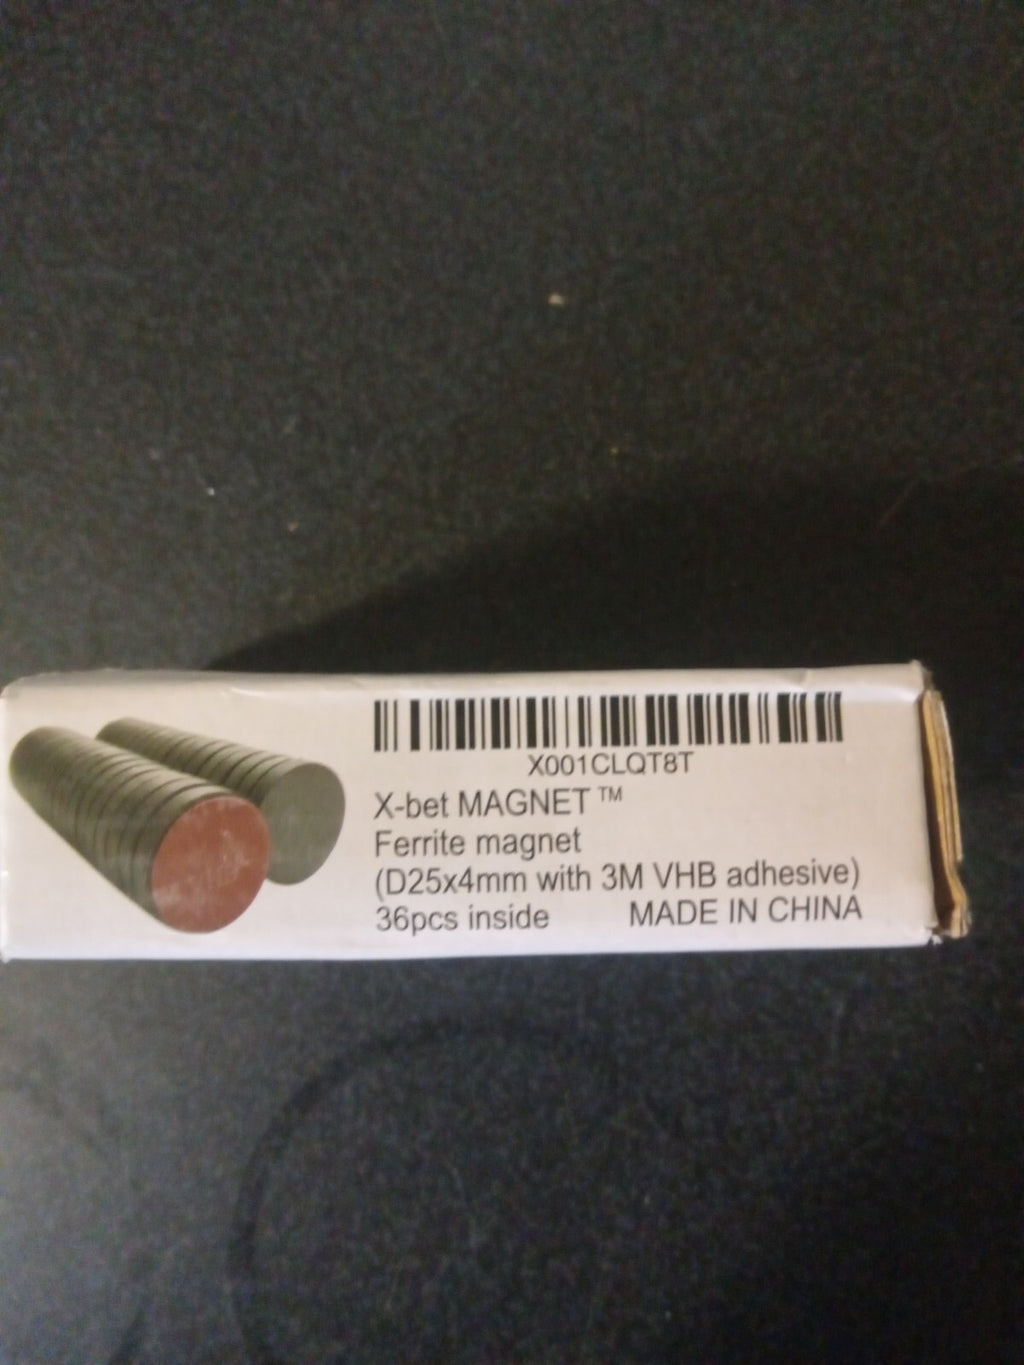 X001CLQT8T
X-bet MAGNET™
Ferrite magnet
(D25x4mm with 3M VHB adhesive)
36pcs inside MADE IN CHINA